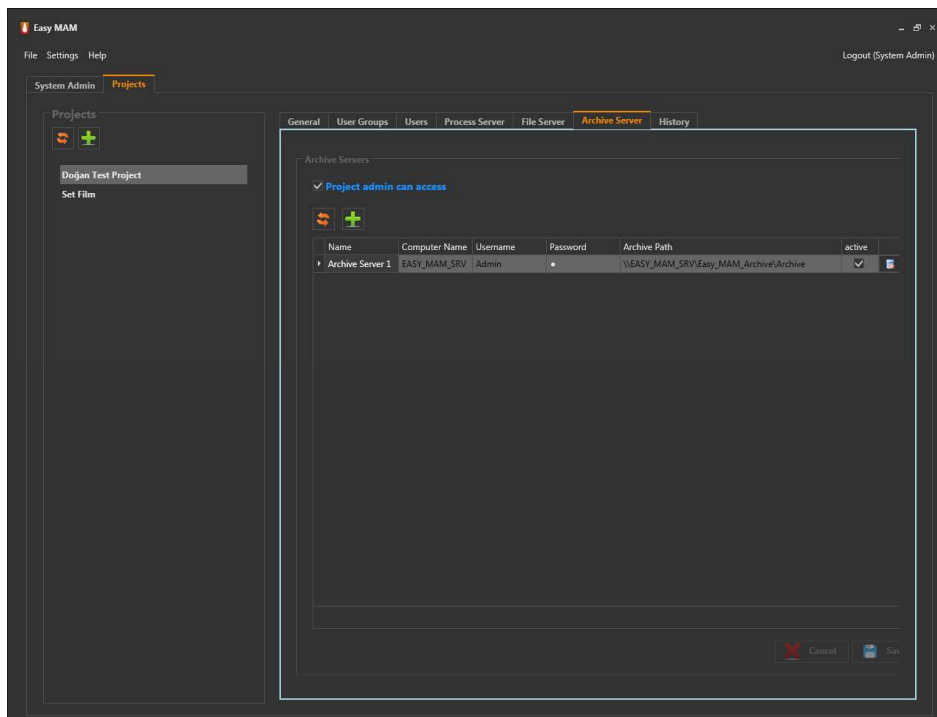 Easy MAM
File Settings Help
Logout (System Admin)
System Admin Projects
Projects
General User Groups Users Process Server File Server Archive Server History
Doğan Test Project
Set Film
Archive Servers
Project admin can access
Name Computer Name Username Password Archive Path active
Archive Server 1 EASY_MAM_SRV Admin \\EASY_MAM_SRV\Easy_MAM_Archive\Archive
Cancel Sav